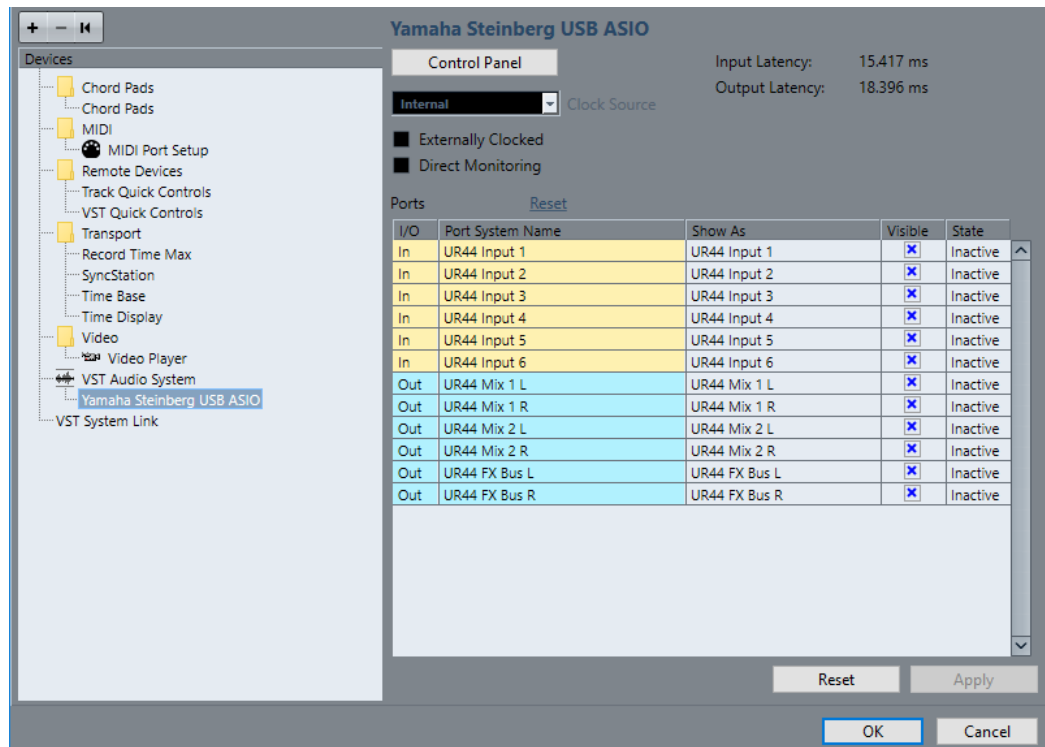 Yamaha Steinberg USB ASIO
Devices
Control Panel
Input Latency: 15.417 ms
Output Latency: 18.396 ms
Chord Pads
Chord Pads
MIDI
MIDI Port Setup
Remote Devices
Track Quick Controls
VST Quick Controls
Transport
Record Time Max
SyncStation
Time Base
Time Display
Video
Video Player
VST Audio System
Yamaha Steinberg USB ASIO
VST System Link
Internal Clock Source
Externally Clocked
Direct Monitoring
Ports Reset
I/O Port System Name Show As Visible State
In UR44 Input 1 UR44 Input 1 Inactive
In UR44 Input 2 UR44 Input 2 Inactive
In UR44 Input 3 UR44 Input 3 Inactive
In UR44 Input 4 UR44 Input 4 Inactive
In UR44 Input 5 UR44 Input 5 Inactive
In UR44 Input 6 UR44 Input 6 Inactive
Out UR44 Mix 1 L UR44 Mix 1 L Inactive
Out UR44 Mix 1 R UR44 Mix 1 R Inactive
Out UR44 Mix 2 L UR44 Mix 2 L Inactive
Out UR44 Mix 2 R UR44 Mix 2 R Inactive
Out UR44 FX Bus L UR44 FX Bus L Inactive
Out UR44 FX Bus R UR44 FX Bus R Inactive
Reset Apply
OK Cancel